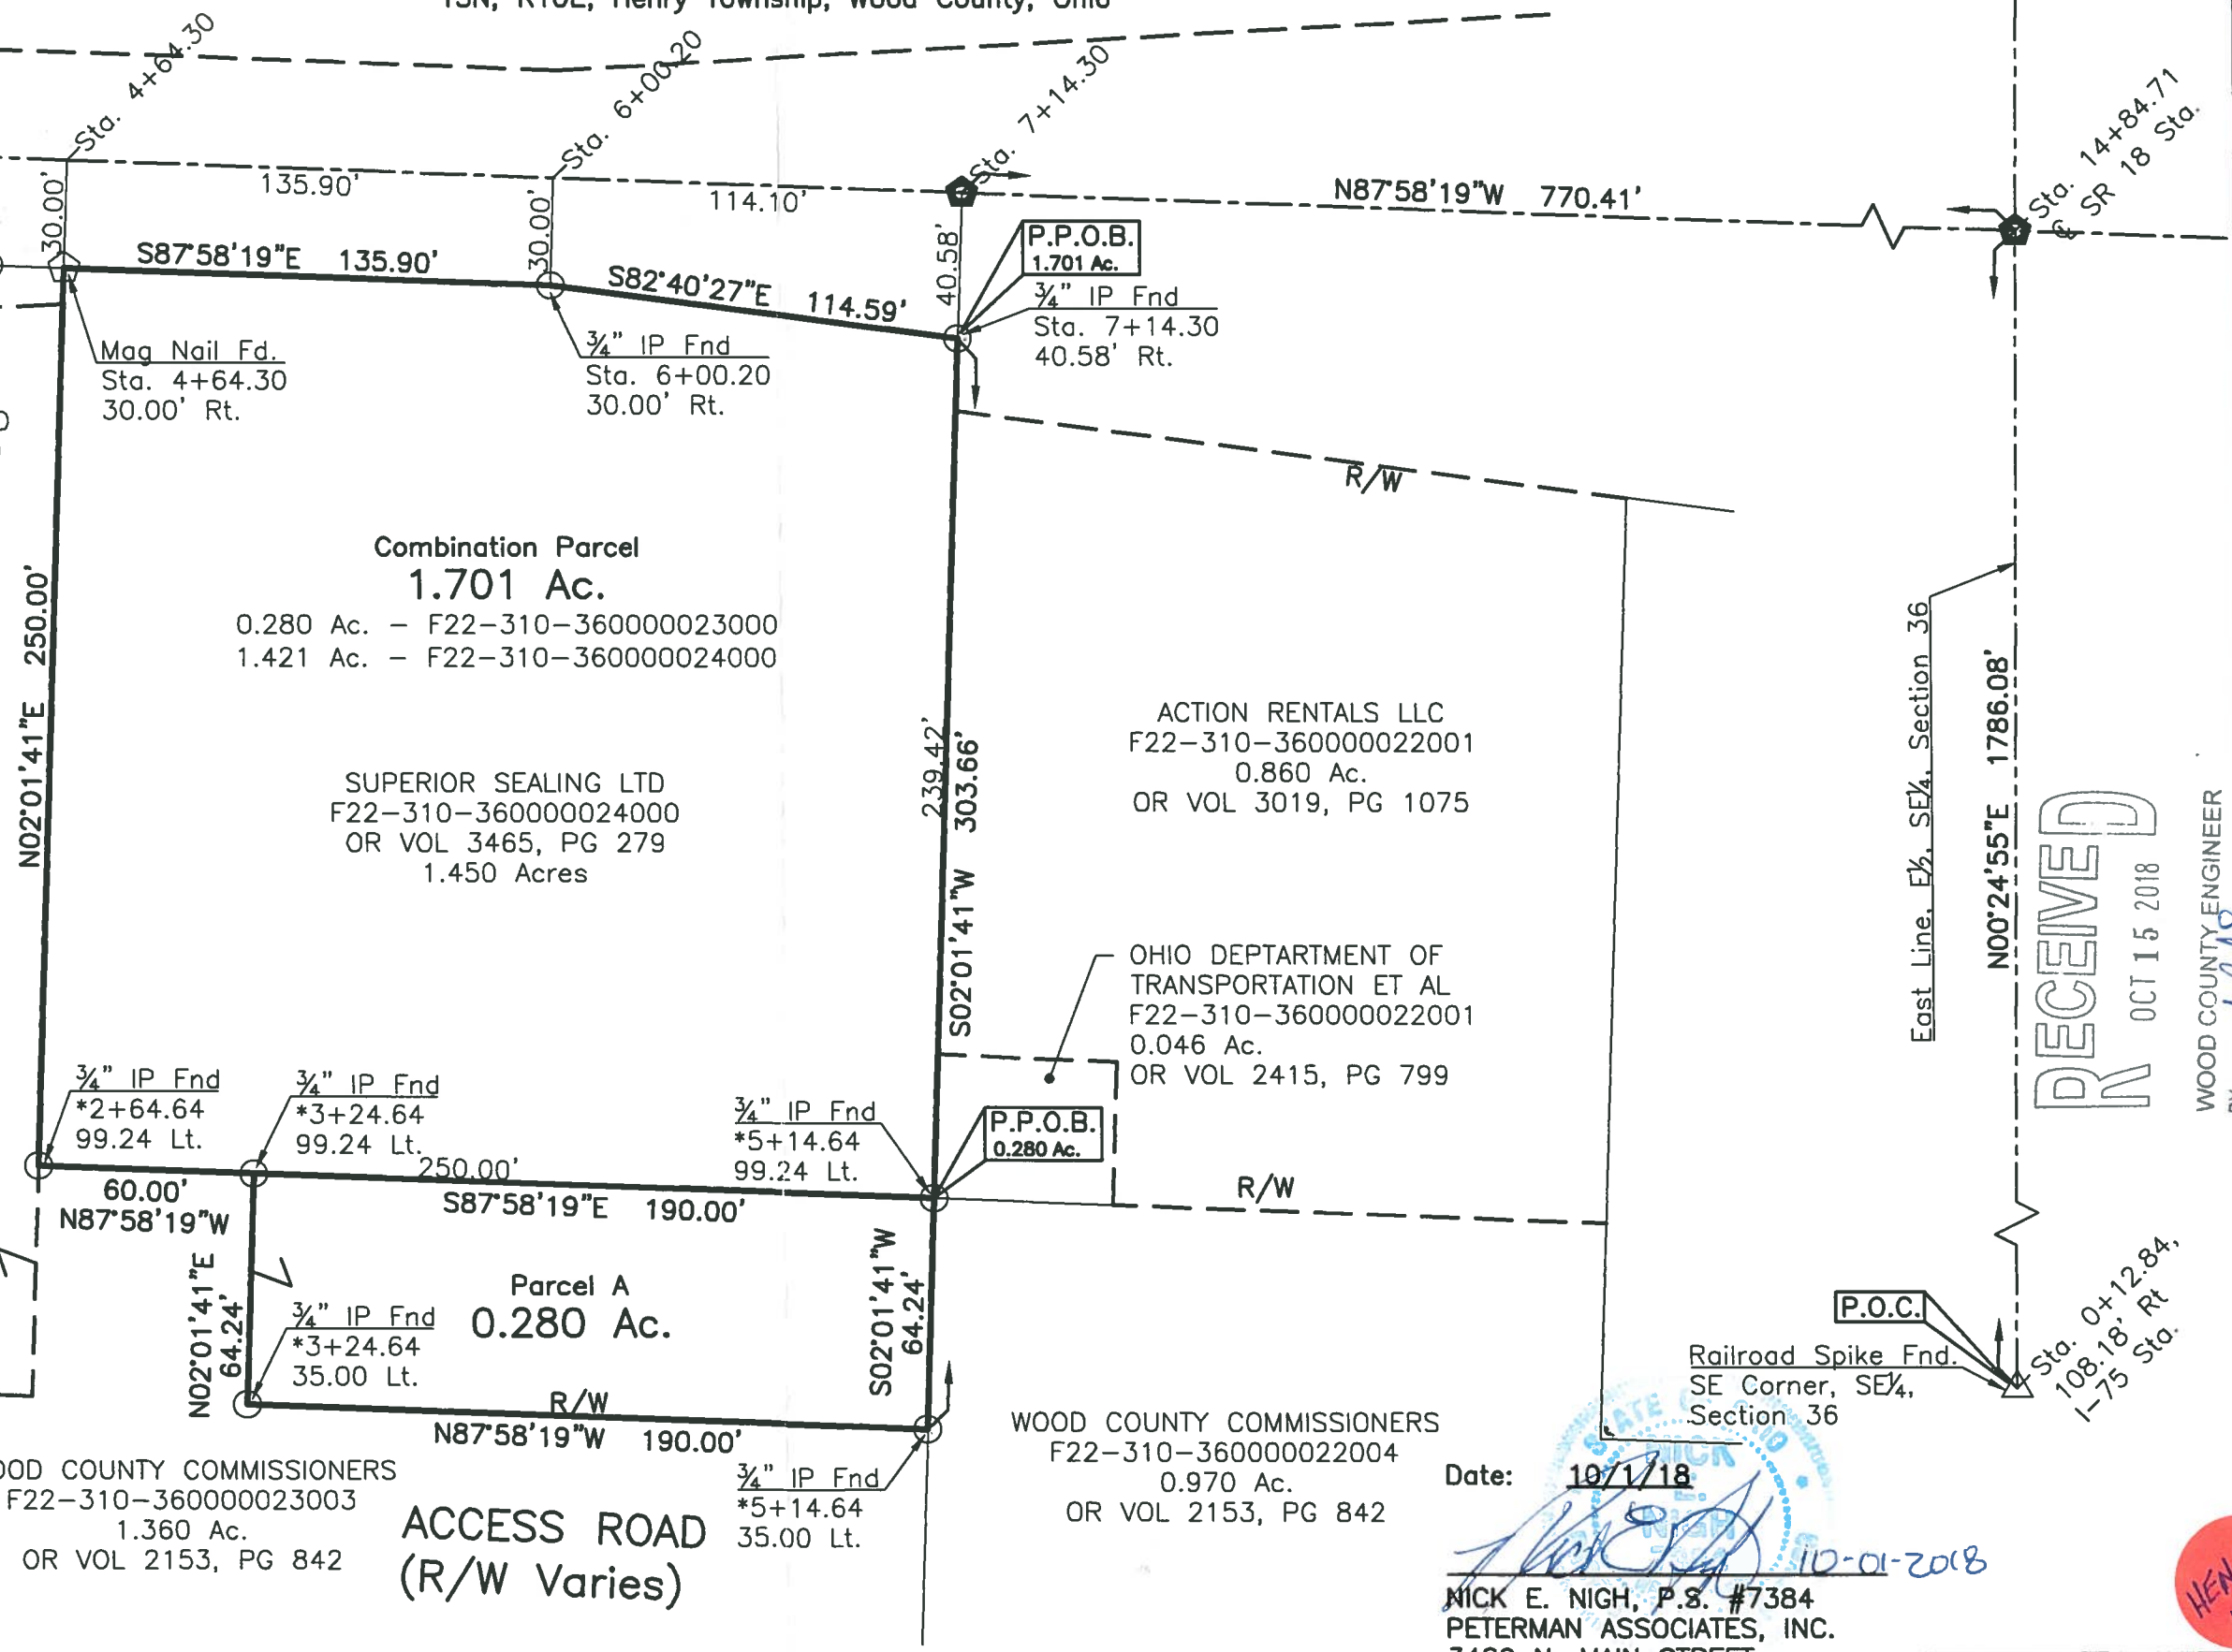 T3N, R10E, Henry Township, Wood County, Ohio
Sta. 4+64.30
Sta. 6+00.20
Sta. 7+14.30
Sta. 14+84.71
℄ SR 18 Sta.
30.00'
135.90'
30.00'
114.10'
40.58'
N87°58'19"W 770.41'
S87°58'19"E 135.90'
S82°40'27"E 114.59'
P.P.O.B.
1.701 Ac.
3/4" IP Fnd
Sta. 7+14.30
40.58' Rt.
Mag Nail Fd.
Sta. 4+64.30
30.00' Rt.
3/4" IP Fnd
Sta. 6+00.20
30.00' Rt.
R/W
Combination Parcel
1.701 Ac.
0.280 Ac. – F22–310–360000023000
1.421 Ac. – F22–310–360000024000
N02°01'41"E 250.00'
SUPERIOR SEALING LTD
F22–310–360000024000
OR VOL 3465, PG 279
1.450 Acres
239.42'
S02°01'41"W 303.66'
ACTION RENTALS LLC
F22–310–360000022001
0.860 Ac.
OR VOL 3019, PG 1075
East Line, E½, SE¼, Section 36
N00°24'55"E 1786.08'
RECEIVED
OCT 15 2018
WOOD COUNTY ENGINEER
OHIO DEPTARTMENT OF
TRANSPORTATION ET AL
F22–310–360000022001
0.046 Ac.
OR VOL 2415, PG 799
3/4" IP Fnd
*2+64.64
99.24 Lt.
3/4" IP Fnd
*3+24.64
99.24 Lt.
3/4" IP Fnd
*5+14.64
99.24 Lt.
P.P.O.B.
0.280 Ac.
60.00'
N87°58'19"W
250.00'
S87°58'19"E 190.00'
R/W
N02°01'41"E
64.24'
Parcel A
0.280 Ac.
S02°01'41"W
64.24'
3/4" IP Fnd
*3+24.64
35.00 Lt.
R/W
N87°58'19"W 190.00'
3/4" IP Fnd
*5+14.64
35.00 Lt.
P.O.C.
Railroad Spike Fnd.
SE Corner, SE¼,
Section 36
Sta. 0+12.84,
108.18' Rt
I–75 Sta.
OOD COUNTY COMMISSIONERS
F22–310–360000023003
1.360 Ac.
OR VOL 2153, PG 842
ACCESS ROAD
(R/W Varies)
WOOD COUNTY COMMISSIONERS
F22–310–360000022004
0.970 Ac.
OR VOL 2153, PG 842
Date: 10/1/18
NICK
E.
NIGH
10-01-2018
NICK E. NIGH, P.S. #7384
PETERMAN ASSOCIATES, INC.
HEN